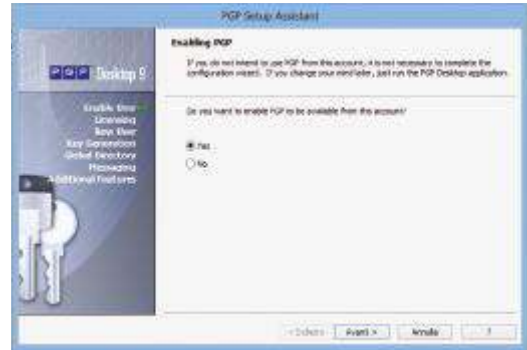 PGP Setup Assistant
PGP Desktop 9
Enabling PGP
If you do not intend to use PGP from this account, it is not necessary to complete the
configuration wizard. If you change your mind later, just run the PGP Desktop application.
Enable User
Licensing
New User
Key Generation
Global Directory
Messaging
Additional Features
Do you want to enable PGP to be available from this account?
Yes
No
< Indietro
Avanti >
Annulla
?